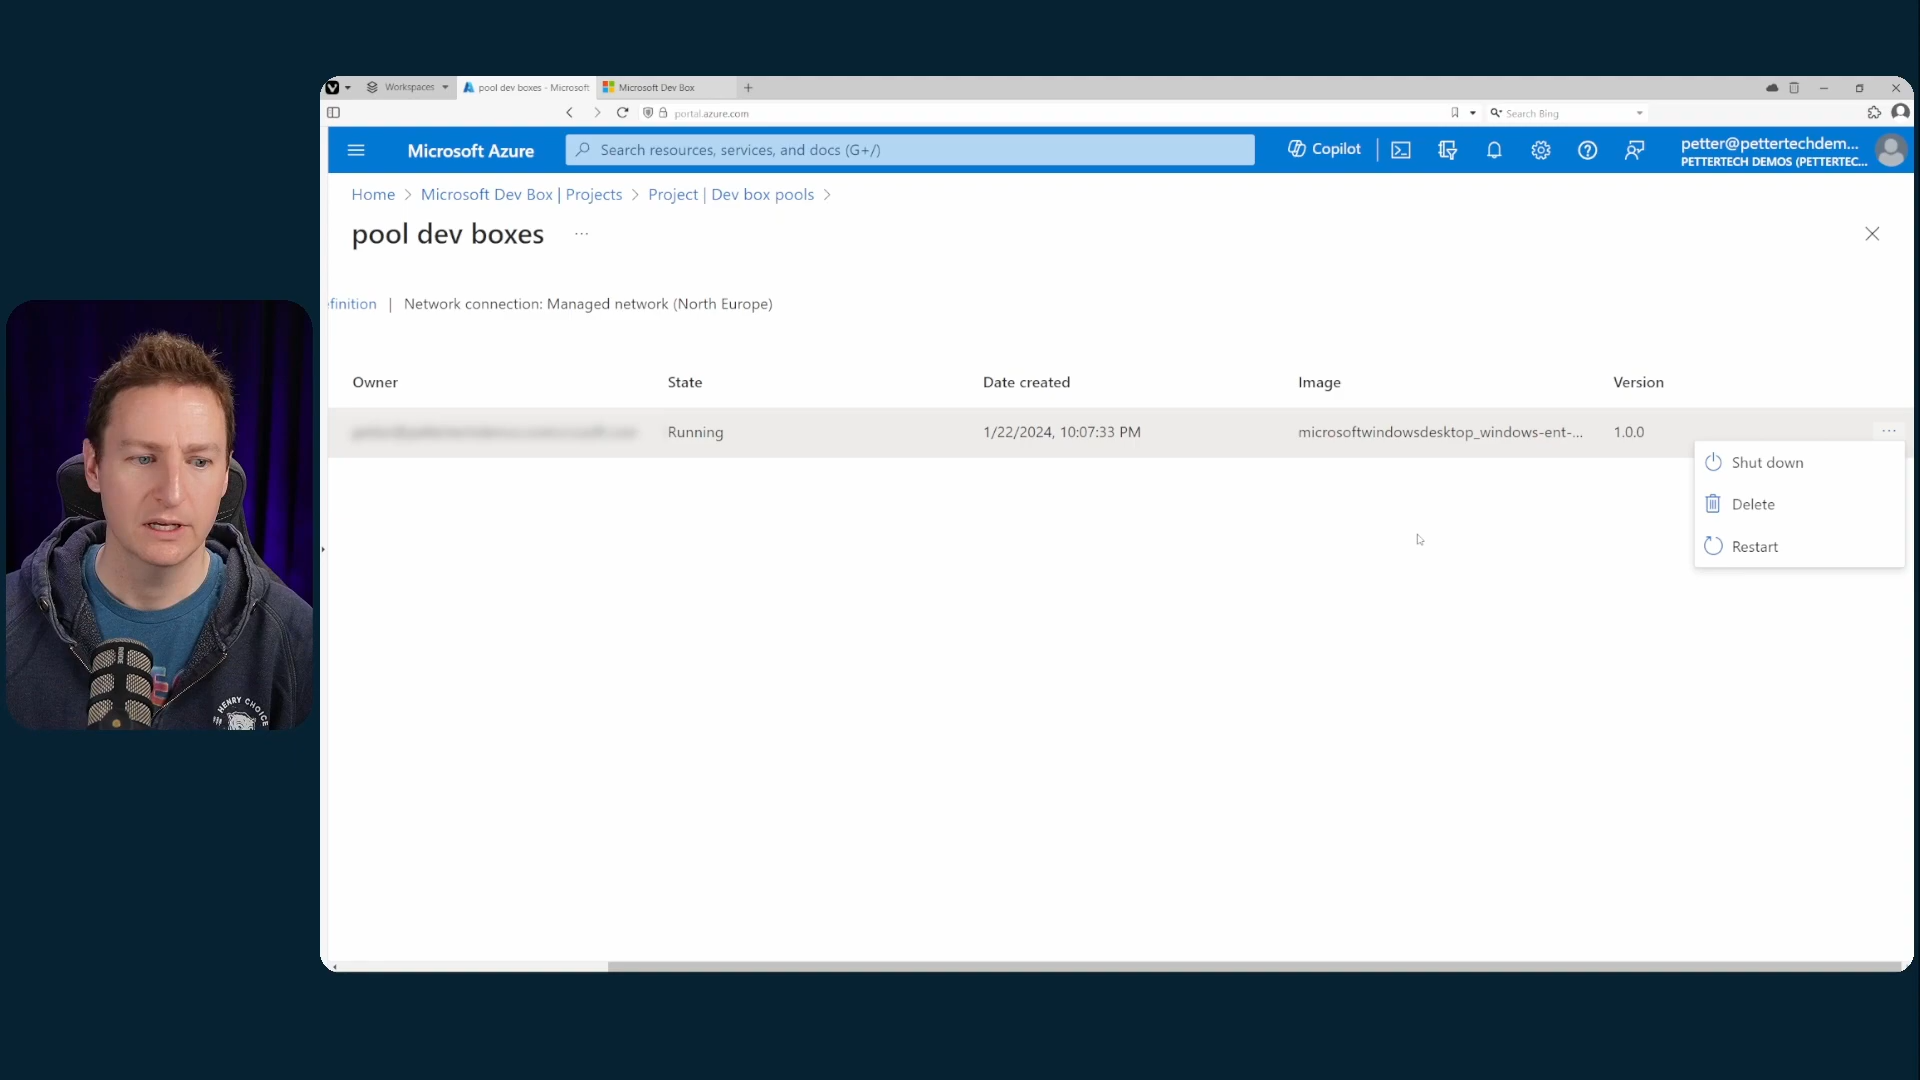 Workspaces
pool dev boxes - Microsoft
Microsoft Dev Box
portal.azure.com
Search Bing
Microsoft Azure
Search resources, services, and docs (G+/)
Copilot
petter@pettertechdem...
PETTERTECH DEMOS (PETTERTEC...
Home > Microsoft Dev Box | Projects > Project | Dev box pools >
pool dev boxes ...
finition | Network connection: Managed network (North Europe)
Owner State Date created Image Version
Running 1/22/2024, 10:07:33 PM microsoftwindowsdesktop_windows-ent-... 1.0.0 ...
Shut down
Delete
Restart
RØDE
HENRY CHOICE